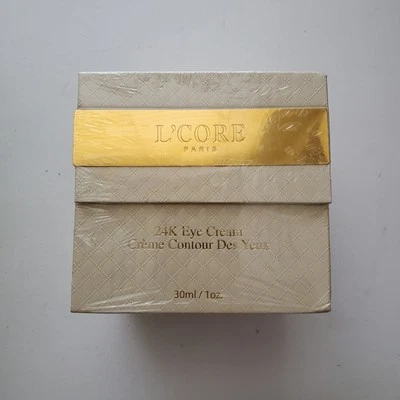 L'CORE
PARIS
24K Eye Cream
Crème Contour Des Yeux
30ml / 1oz.